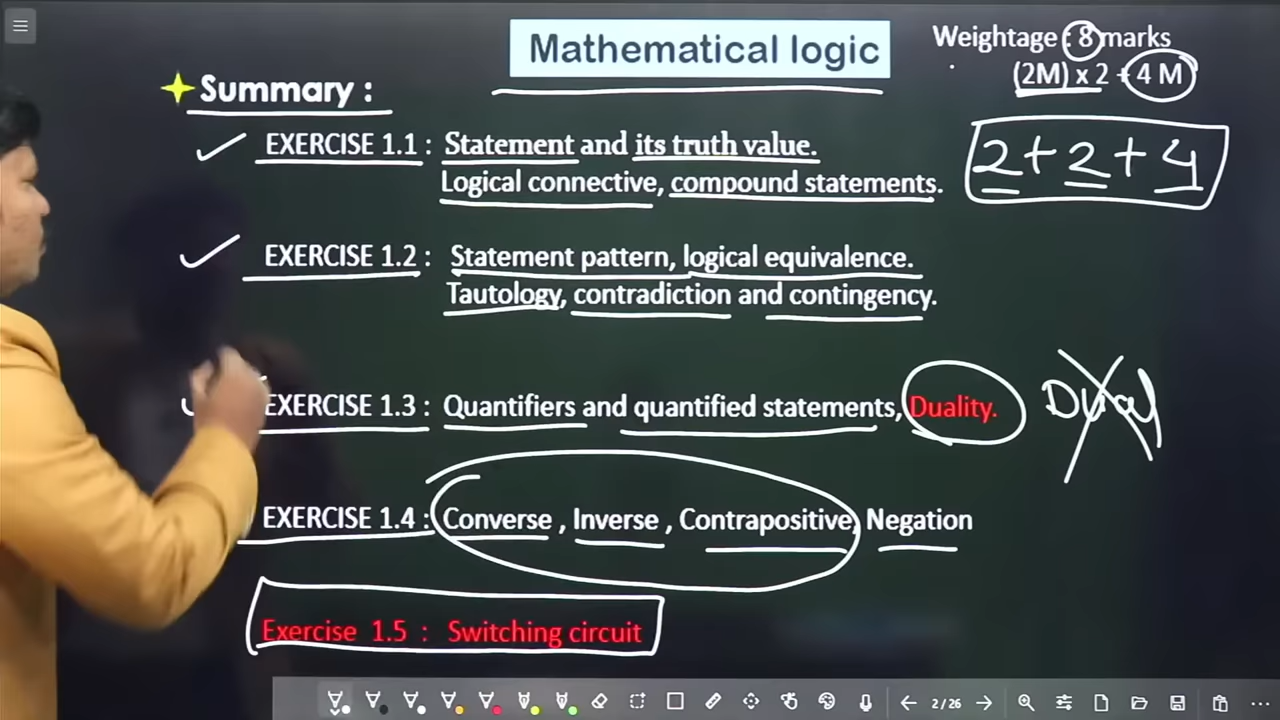 Mathematical logic
Weightage : 8 marks
(2M) x 2 + 4 M
2 + 2 + 4
Summary :
EXERCISE 1.1 : Statement and its truth value.
Logical connective, compound statements.
EXERCISE 1.2 : Statement pattern, logical equivalence.
Tautology, contradiction and contingency.
EXERCISE 1.3 : Quantifiers and quantified statements, Duality.
EXERCISE 1.4 : Converse , Inverse , Contrapositive, Negation
Exercise 1.5 : Switching circuit
2 / 26